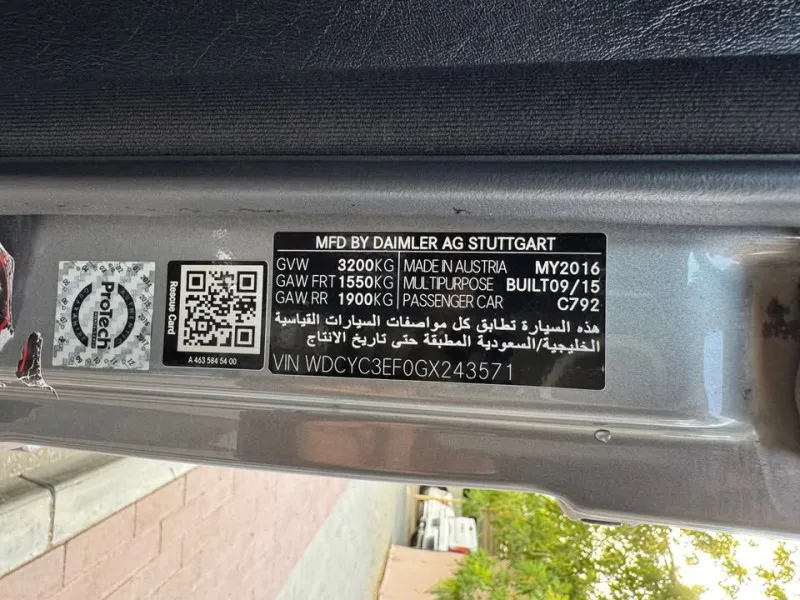 ProTech
Rescue Card
A 463 584 54 00
MFD BY DAIMLER AG STUTTGART
GVW 3200KG MADE IN AUSTRIA MY2016
GAW FRT 1550KG MULTIPURPOSE BUILT09/15
GAW. RR 1900KG PASSENGER CAR C792
هذه السيارة تطابق كل مواصفات السيارات القياسية
الخليجية/السعودية المطبقة حتى تاريخ الانتاج
VIN WDCYC3EF0GX243571